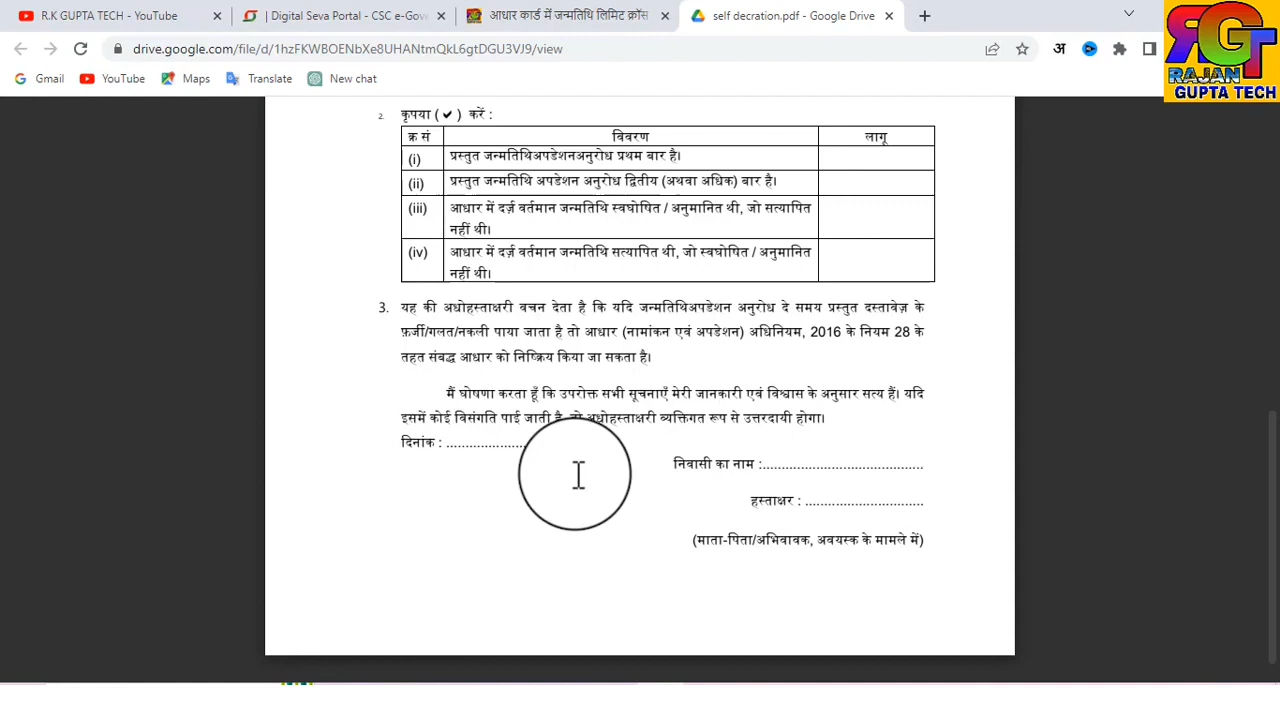 R.K GUPTA TECH - YouTube
| Digital Seva Portal - CSC e-Gove
आधार कार्ड में जन्मतिथि लिमिट क्रॉस
self decration.pdf - Google Drive
drive.google.com/file/d/1hzFKWBOENbXe8UHANtmQkL6gtDGU3VJ9/view
अ
RGT
RAJAN
GUPTA TECH
Gmail
YouTube
Maps
Translate
New chat
2. कृपया ( ✔ ) करें :
क्र सं विवरण लागू
(i) प्रस्तुत जन्मतिथिअपडेशनअनुरोध प्रथम बार है।
(ii) प्रस्तुत जन्मतिथि अपडेशन अनुरोध द्वितीय (अथवा अधिक) बार है।
(iii) आधार में दर्ज़ वर्तमान जन्मतिथि स्वघोषित / अनुमानित थी, जो सत्यापित
नहीं थी।
(iv) आधार में दर्ज़ वर्तमान जन्मतिथि सत्यापित थी, जो स्वघोषित / अनुमानित
नहीं थी।
3. यह की अधोहस्ताक्षरी वचन देता है कि यदि जन्मतिथिअपडेशन अनुरोध दे समय प्रस्तुत दस्तावेज़ के
फ़र्जी/गलत/नकली पाया जाता है तो आधार (नामांकन एवं अपडेशन) अधिनियम, 2016 के नियम 28 के
तहत संबद्ध आधार को निष्क्रिय किया जा सकता है।
मैं घोषणा करता हूँ कि उपरोक्त सभी सूचनाएँ मेरी जानकारी एवं विश्वास के अनुसार सत्य हैं। यदि
इसमें कोई विसंगति पाई जाती है, तो अधोहस्ताक्षरी व्यक्तिगत रूप से उत्तरदायी होगा।
दिनांक : .....................
निवासी का नाम :..........................................
हस्ताक्षर : ...............................
(माता-पिता/अभिवावक, अवयस्क के मामले में)